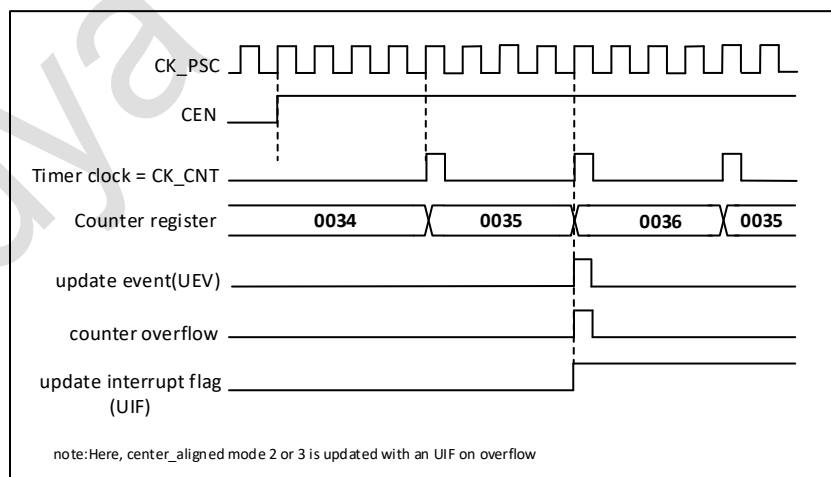 CK_PSC
CEN
Timer clock = CK_CNT
Counter register 0034 0035 0036 0035
update event(UEV)
counter overflow
update interrupt flag
(UIF)
note:Here, center_aligned mode 2 or 3 is updated with an UIF on overflow